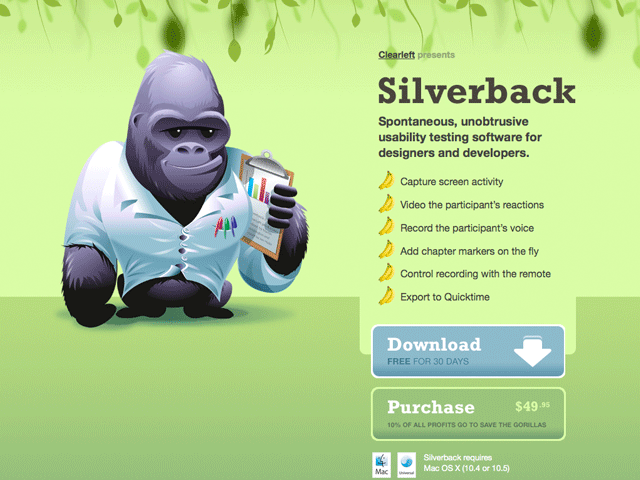 Clearleft presents
Silverback
Spontaneous, unobtrusive
usability testing software for
designers and developers.
Capture screen activity
Video the participant's reactions
Record the participant's voice
Add chapter markers on the fly
Control recording with the remote
Export to Quicktime
Download
FREE FOR 30 DAYS
Purchase $49.95
10% OF ALL PROFITS GO TO SAVE THE GORILLAS
Silverback requires
Mac OS X (10.4 or 10.5)
Mac Universal